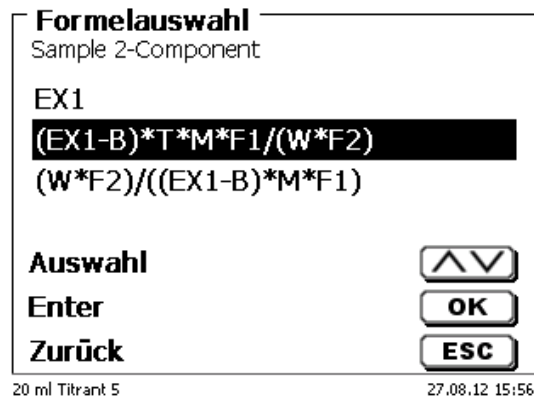 Formelauswahl
Sample 2-Component
EX1
(EX1-B)*T*M*F1/(W*F2)
(W*F2)/((EX1-B)*M*F1)
Auswahl
Enter OK
Zurück ESC
20 ml Titrant 5 27.08.12 15:56